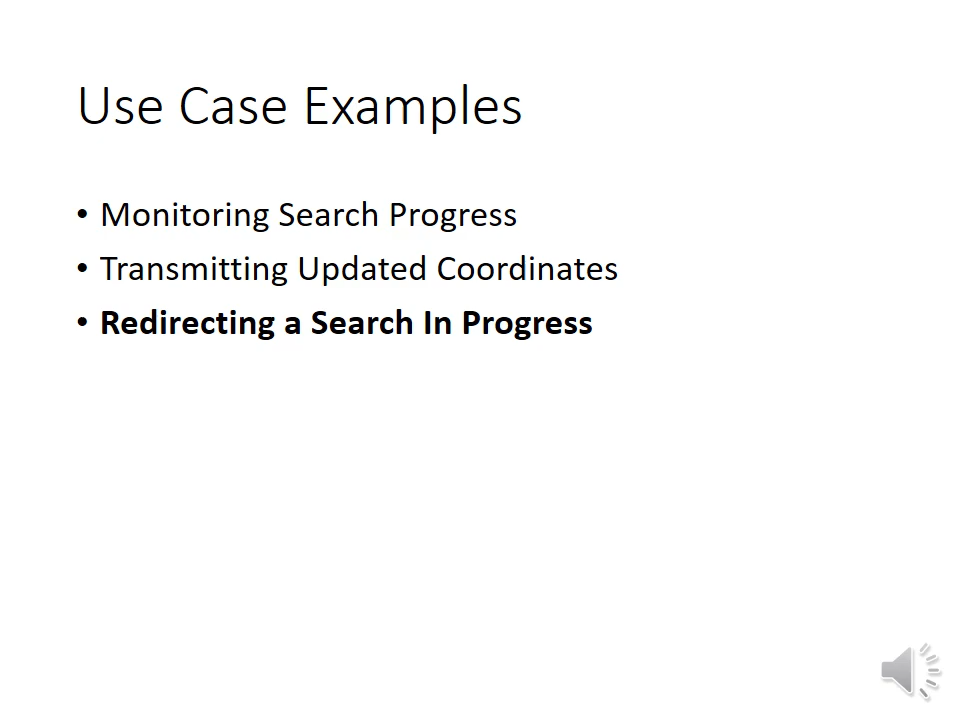 Use Case Examples
• Monitoring Search Progress
• Transmitting Updated Coordinates
• Redirecting a Search In Progress